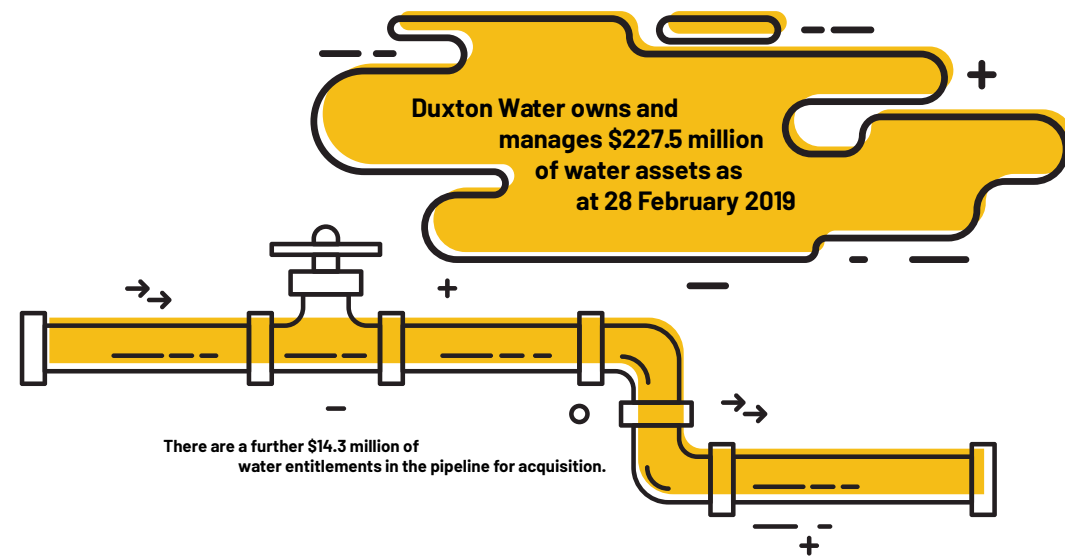 Duxton Water owns and
manages $227.5 million
of water assets as
at 28 February 2019
There are a further $14.3 million of
water entitlements in the pipeline for acquisition.